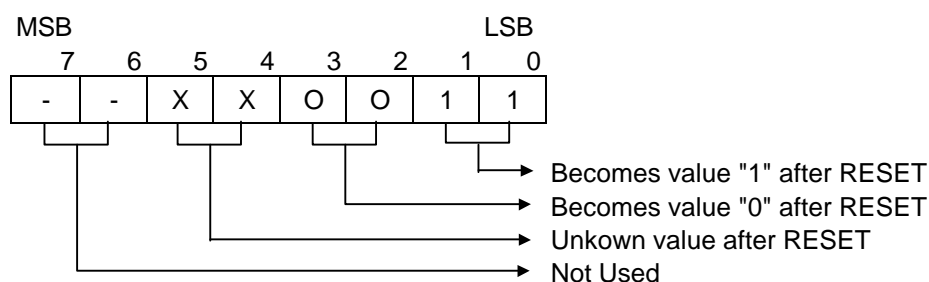 MSB LSB
7 6 5 4 3 2 1 0
- - X X O O 1 1
Becomes value "1" after RESET
Becomes value "0" after RESET
Unkown value after RESET
Not Used